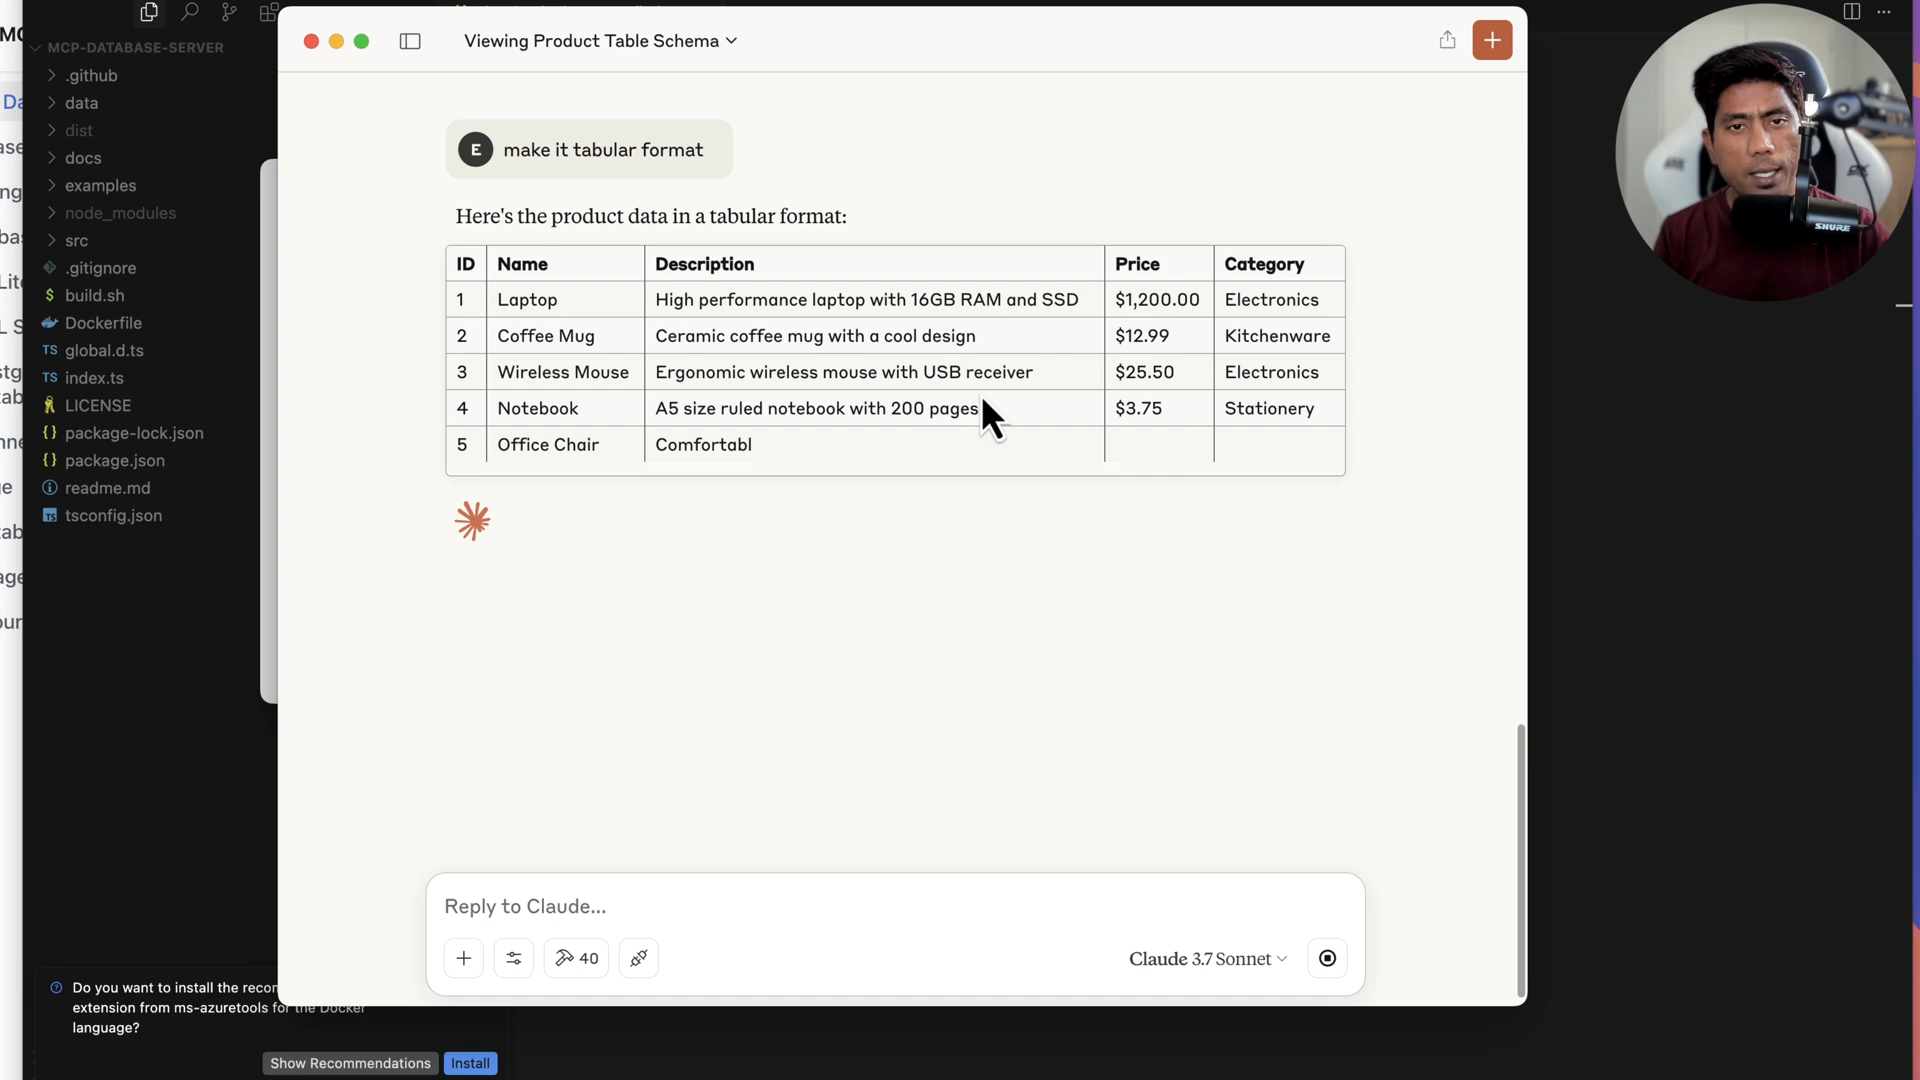 MCP-DATABASE-SERVER
.github
data
dist
docs
examples
node_modules
src
.gitignore
$ build.sh
Dockerfile
TS global.d.ts
TS index.ts
LICENSE
{} package-lock.json
{} package.json
readme.md
TS tsconfig.json
Viewing Product Table Schema
E make it tabular format
Here's the product data in a tabular format:
ID Name Description Price Category
1 Laptop High performance laptop with 16GB RAM and SSD $1,200.00 Electronics
2 Coffee Mug Ceramic coffee mug with a cool design $12.99 Kitchenware
3 Wireless Mouse Ergonomic wireless mouse with USB receiver $25.50 Electronics
4 Notebook A5 size ruled notebook with 200 pages $3.75 Stationery
5 Office Chair Comfortabl
Reply to Claude...
40
Claude 3.7 Sonnet
Do you want to install the recon
extension from ms-azuretools for the Docker
language?
Show Recommendations Install
SHURE